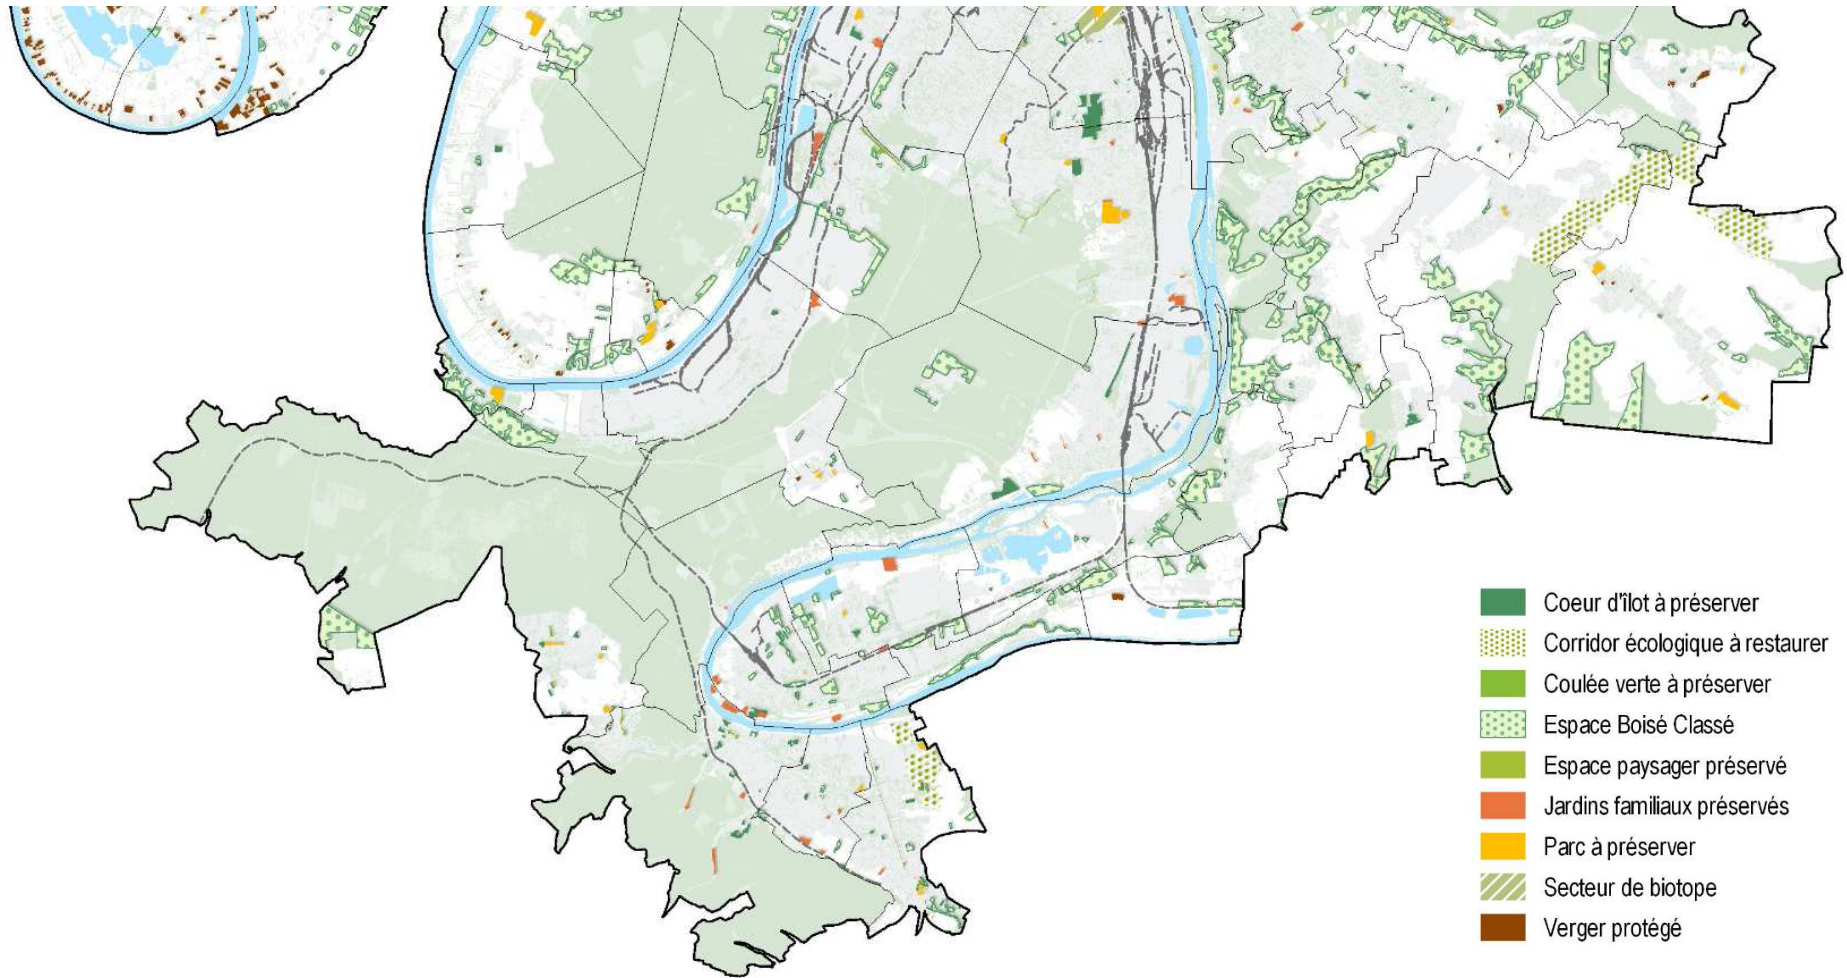 Coeur d'îlot à préserver
Corridor écologique à restaurer
Coulée verte à préserver
Espace Boisé Classé
Espace paysager préservé
Jardins familiaux préservés
Parc à préserver
Secteur de biotope
Verger protégé